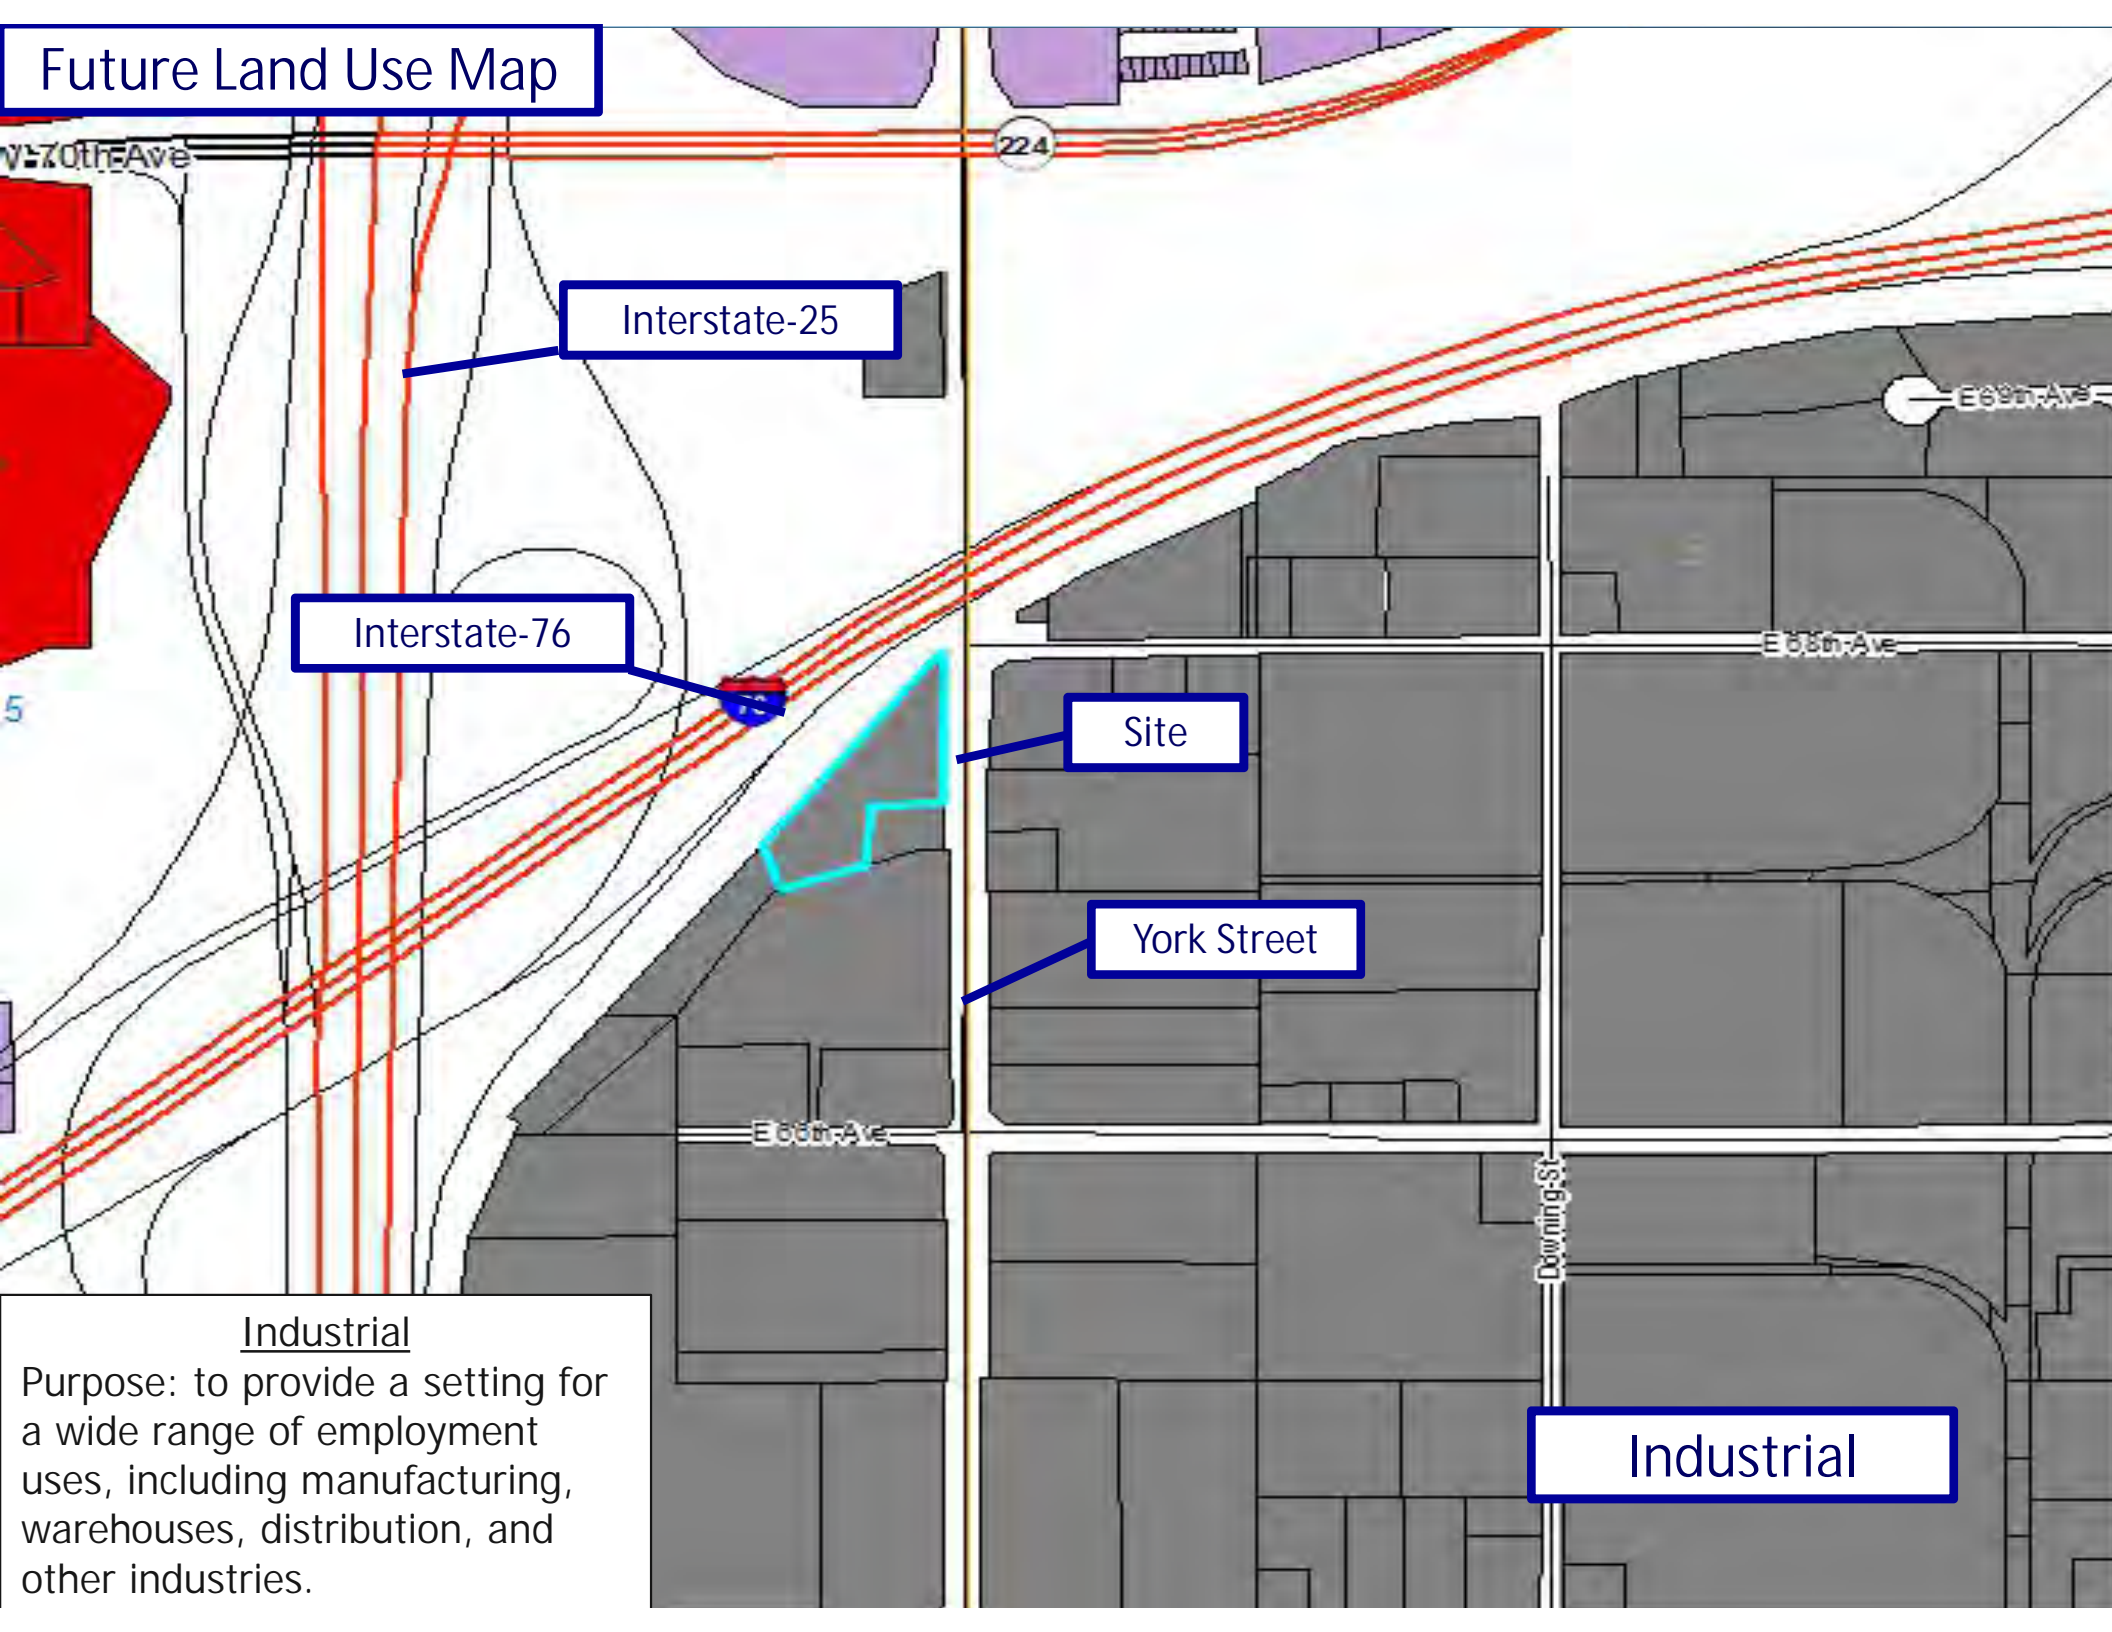 Future Land Use Map
224
W 70th Ave
Interstate-25
E 69th Ave
Interstate-76
E 68th Ave
5
76
Site
York Street
E 66th Ave
Downing St
Industrial
Purpose: to provide a setting for
a wide range of employment
uses, including manufacturing,
warehouses, distribution, and
other industries.
Industrial